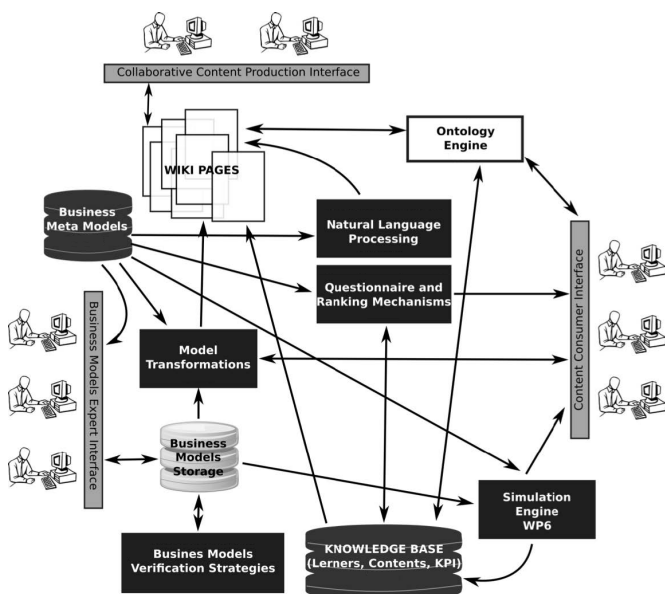 Collaborative Content Production Interface
WIKI PAGES
Ontology
Engine
Business
Meta Models
Natural Language
Processing
Questionnaire and
Ranking Mechanisms
Content Consumer Interface
Business Models Expert Interface
Model
Transformations
Business
Models
Storage
Simulation
Engine
WP6
Busines Models
Verification Strategies
KNOWLEDGE BASE
(Lerners, Contents, KPI)